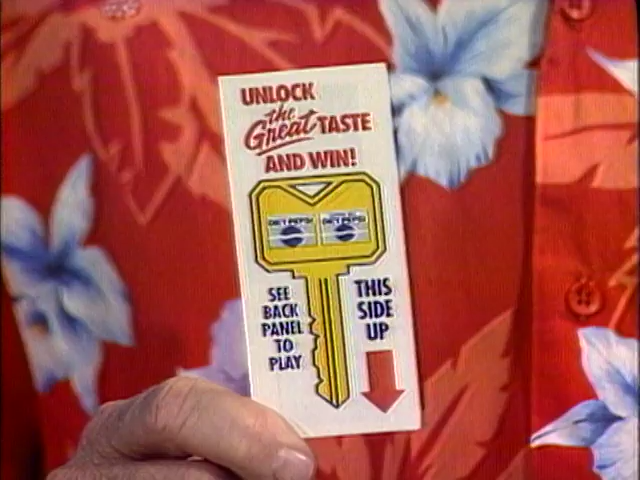 UNLOCK
the
Great TASTE
AND WIN!
DIET PEPSI
DIET PEPSI
SEE
BACK
PANEL
TO
PLAY
THIS
SIDE
UP